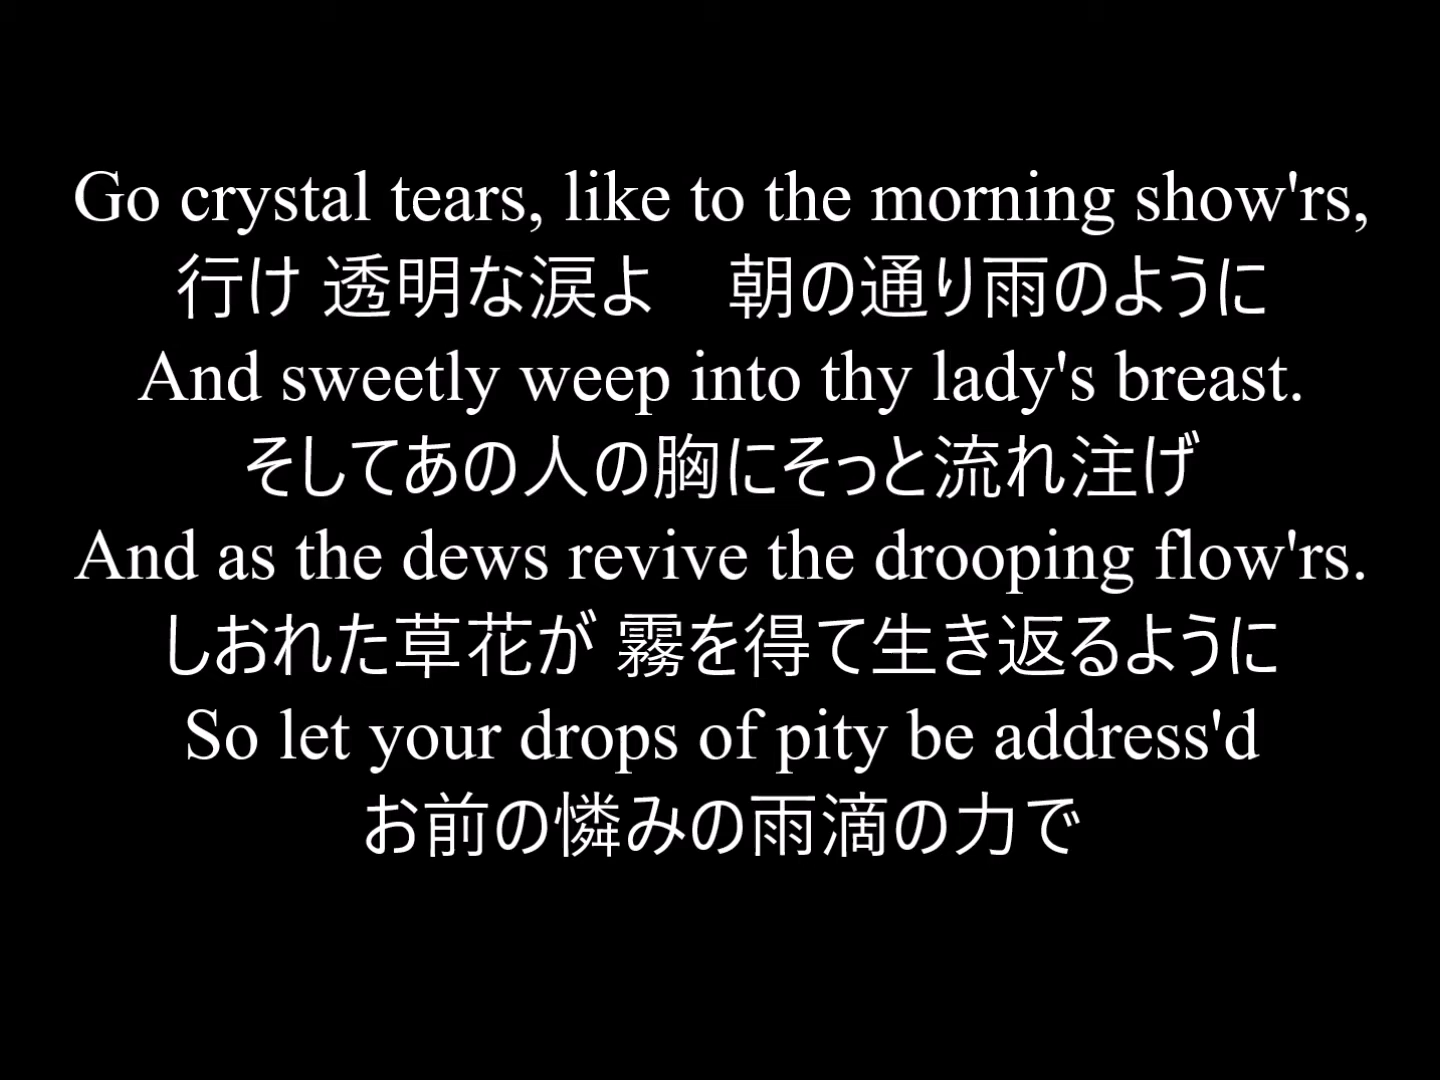 Go crystal tears, like to the morning show'rs,
行け 透明な涙よ　朝の通り雨のように
And sweetly weep into thy lady's breast.
そしてあの人の胸にそっと流れ注げ
And as the dews revive the drooping flow'rs.
しおれた草花が 霧を得て生き返るように
So let your drops of pity be address'd
お前の憐みの雨滴の力で